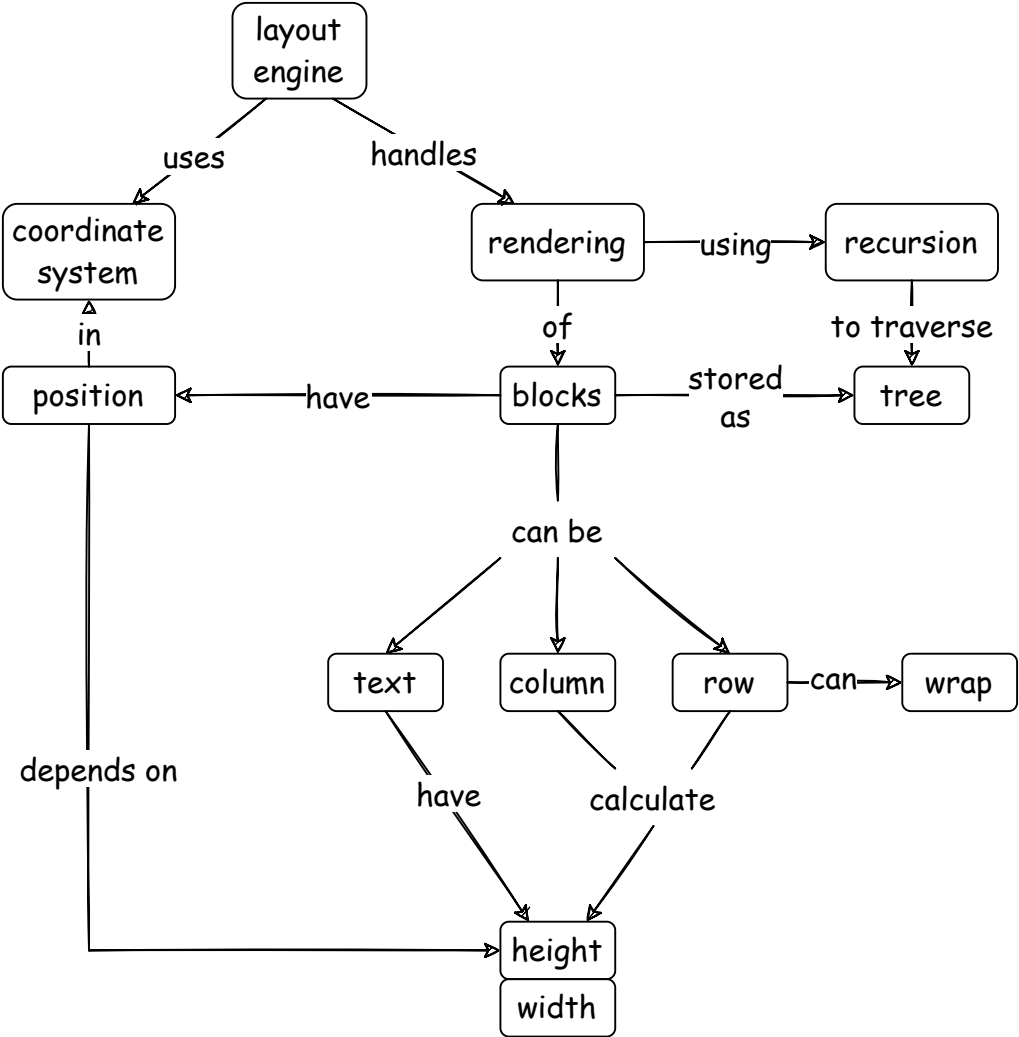 layout
engine
uses
handles
coordinate
system
rendering
using
recursion
in
of
to traverse
position
have
blocks
stored
as
tree
can be
text
column
row
can
wrap
depends on
have
calculate
height
width